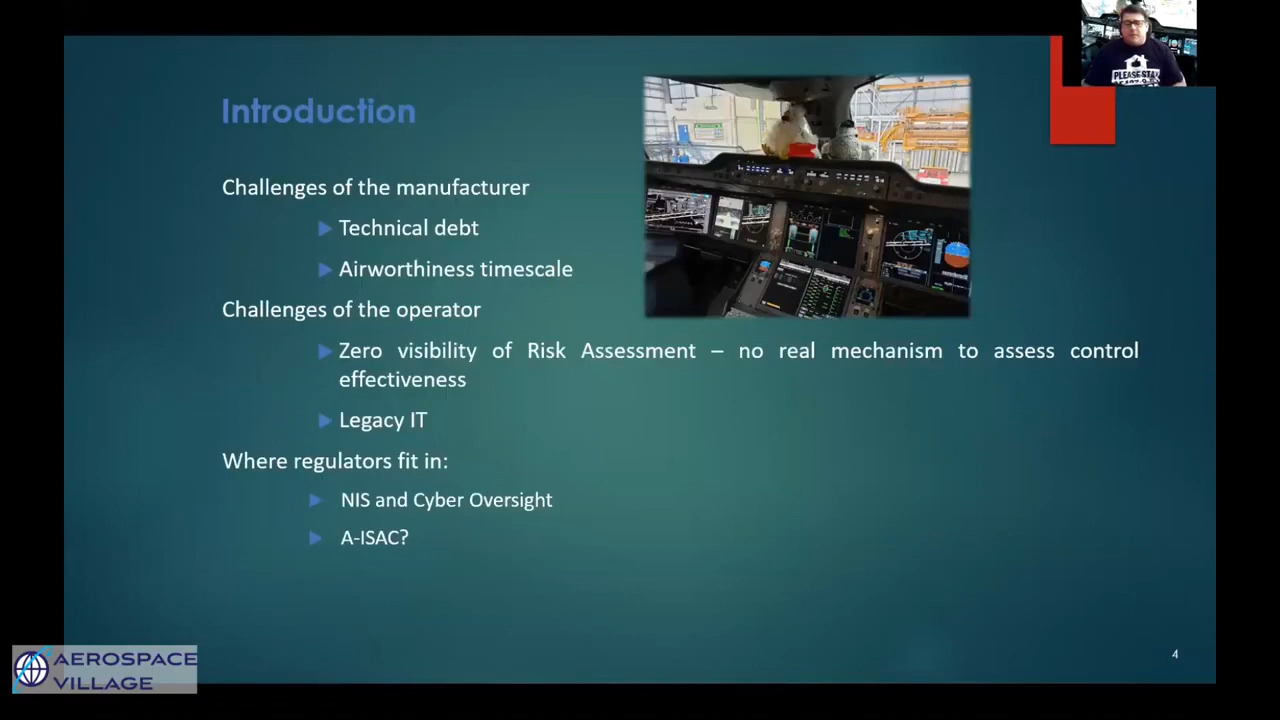 Introduction
PLEASE STAY
Challenges of the manufacturer
Technical debt
Airworthiness timescale
Challenges of the operator
Zero visibility of Risk Assessment – no real mechanism to assess control
effectiveness
Legacy IT
Where regulators fit in:
NIS and Cyber Oversight
A-ISAC?
4
AEROSPACE
VILLAGE